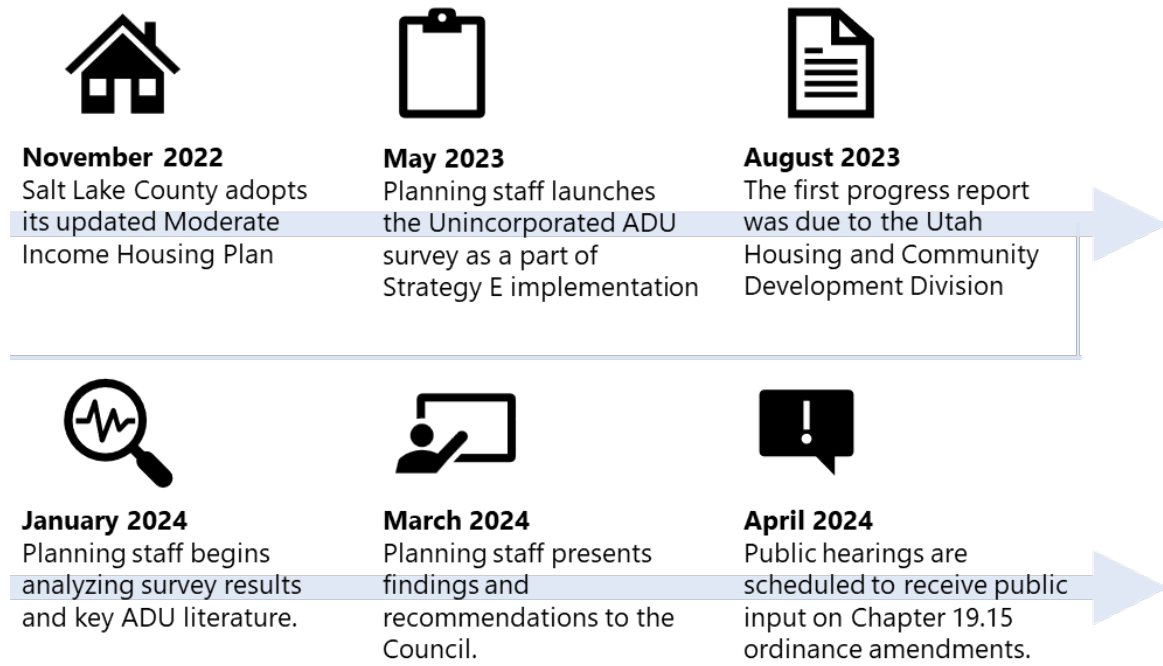 November 2022
Salt Lake County adopts
its updated Moderate
Income Housing Plan
May 2023
Planning staff launches
the Unincorporated ADU
survey as a part of
Strategy E implementation
August 2023
The first progress report
was due to the Utah
Housing and Community
Development Division
January 2024
Planning staff begins
analyzing survey results
and key ADU literature.
March 2024
Planning staff presents
findings and
recommendations to the
Council.
April 2024
Public hearings are
scheduled to receive public
input on Chapter 19.15
ordinance amendments.